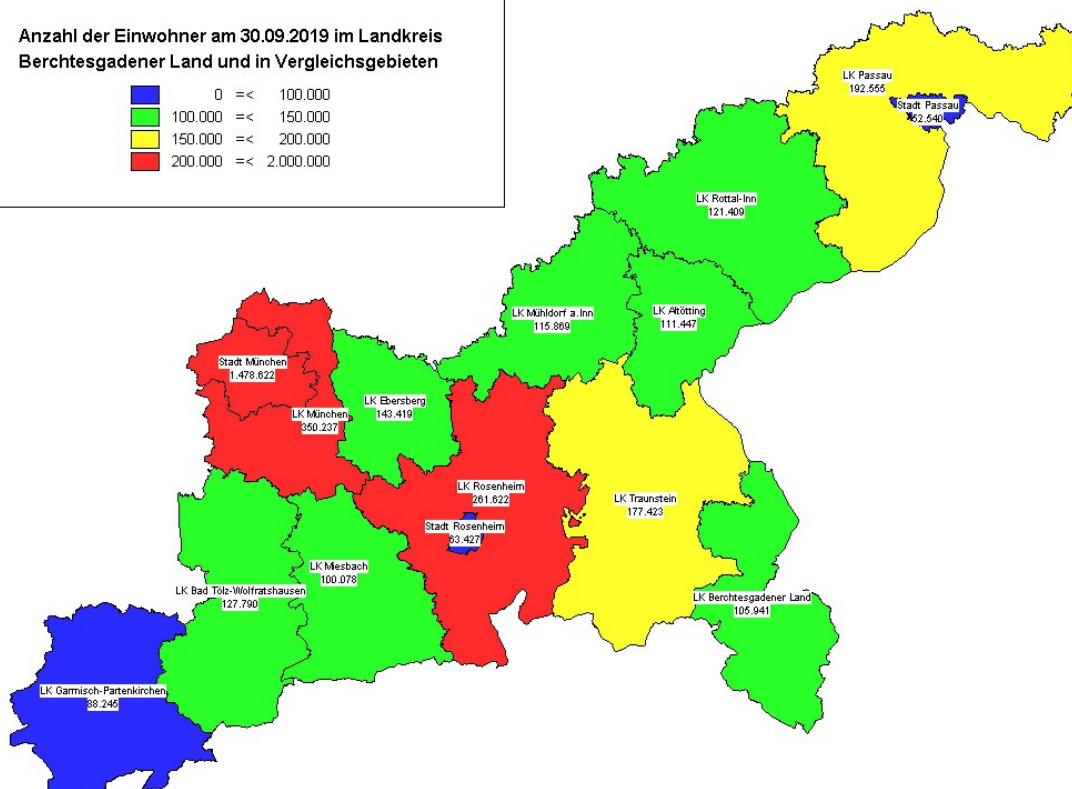 Anzahl der Einwohner am 30.09.2019 im Landkreis
Berchtesgadener Land und in Vergleichsgebieten
0 =< 100.000
100.000 =< 150.000
150.000 =< 200.000
200.000 =< 2.000.000
LK Passau
192.555
Stadt Passau
52.540
LK Rottal-Inn
121.409
LK Mühldorf a.Inn
115.869
LK Altötting
111.447
Stadt München
1.478.622
LK München
350.237
LK Ebersberg
143.419
LK Rosenheim
261.622
Stadt Rosenheim
63.427
LK Traunstein
177.423
LK Miesbach
100.078
LK Bad Tölz-Wolfratshausen
127.790
LK Berchtesgadener Land
105.941
LK Garmisch-Partenkirchen
88.245